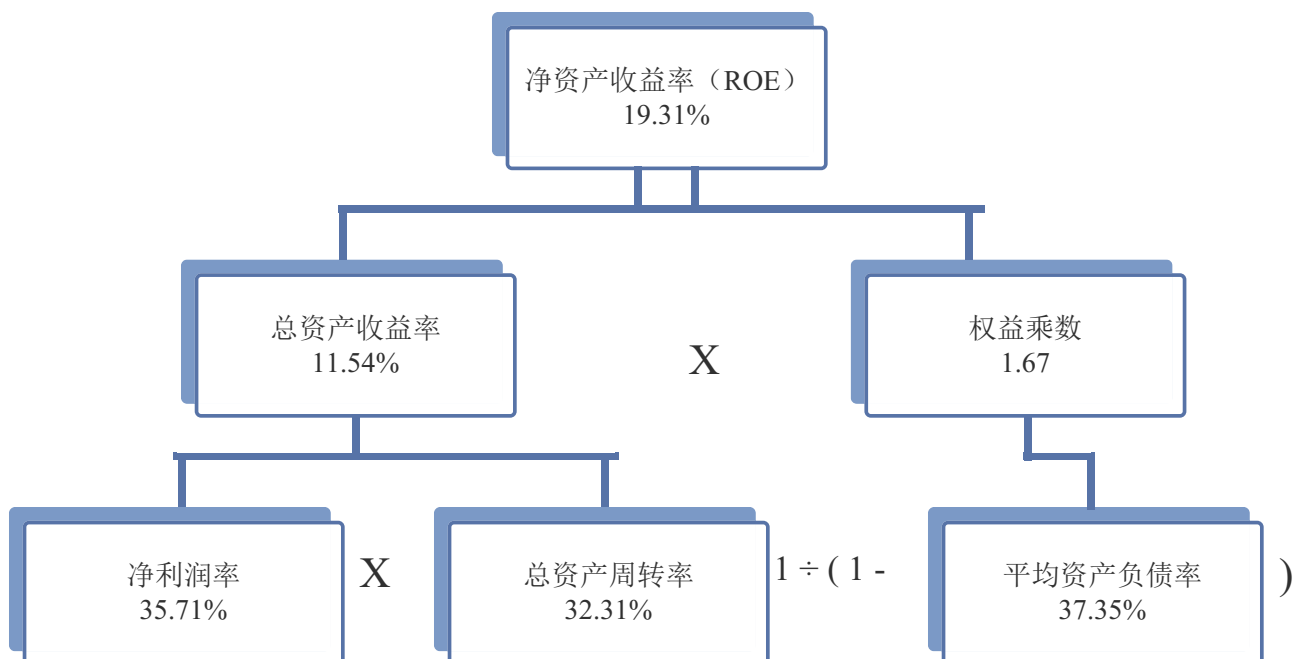 净资产收益率（ROE）
19.31%
总资产收益率
11.54%
X
权益乘数
1.67
净利润率
35.71%
X
总资产周转率
32.31%
1 ÷ ( 1 -
平均资产负债率
37.35%
)